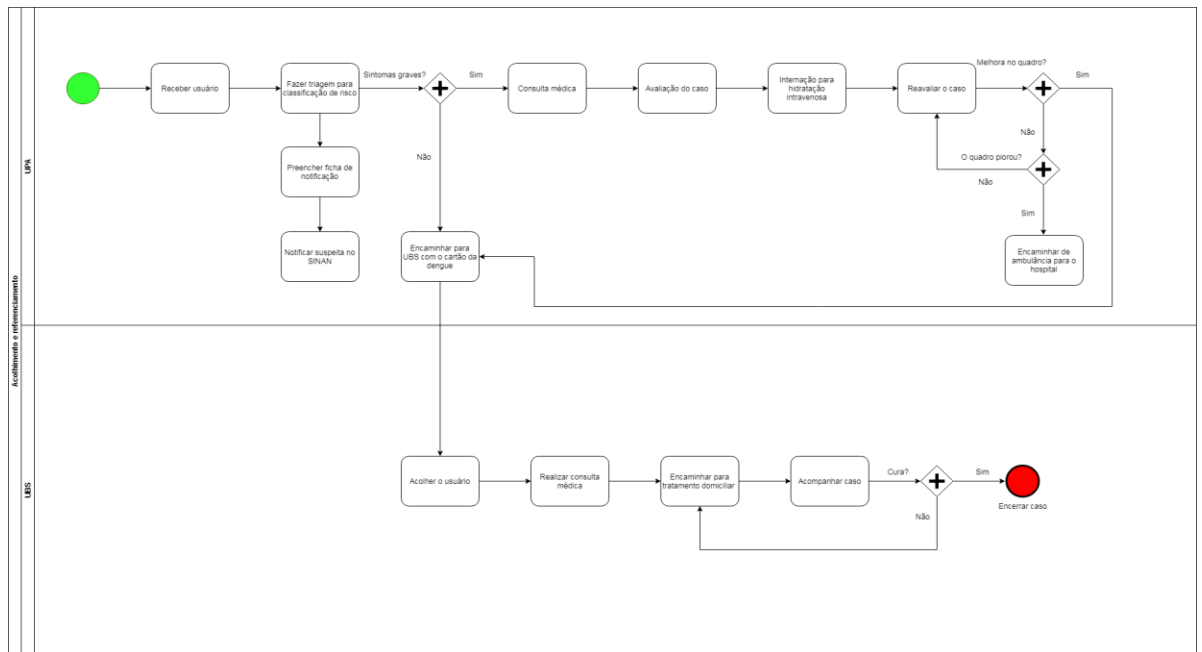 Acolhimento e referenciamento
UPA
Receber usuário
Fazer triagem para
classificação de risco
Sintomas graves?
Sim
Não
Consulta médica
Avaliação do caso
Internação para
hidratação
intravenosa
Reavaliar o caso
Melhora no quadro?
Sim
Não
O quadro piorou?
Não
Sim
Preencher ficha de
notificação
Notificar suspeita no
SINAN
Encaminhar para
UBS com o cartão da
dengue
Encaminhar de
ambulância para o
hospital
UBS
Acolher o usuário
Realizar consulta
médica
Encaminhar para
tratamento domiciliar
Acompanhar caso
Cura?
Sim
Não
Encerrar caso